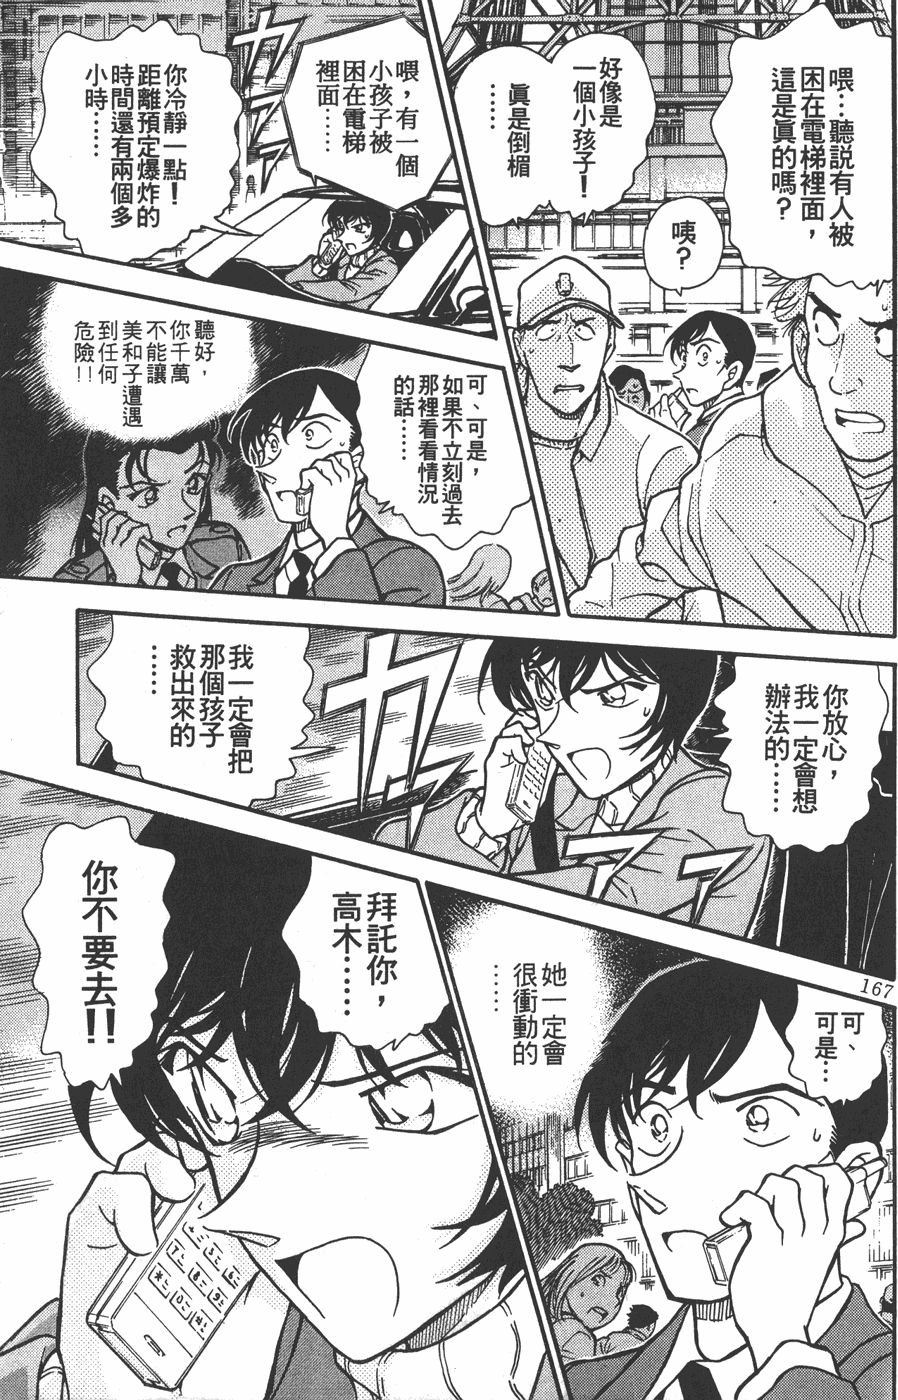 喂…聽説有人被
困在電梯裡面，
這是真的嗎？
好像是
一個小孩子！
真是倒楣
……
咦？
喂，有一個
小孩子被
困在電梯
裡面……
你冷靜一點！
距離預定爆炸的
時間還有兩個多
小時……
可、可是，
如果不立刻過去
那裡看看情況
的話……
聽好，
你千萬
不能讓
美和子遭遇
到任何
危險!!
你放心，
我一定會想
辦法的……
我一定會把
那個孩子
救出來的
……
167
可、
可是…
她一定會
很衝動的
……
拜託你，
高木……
你不要去!!